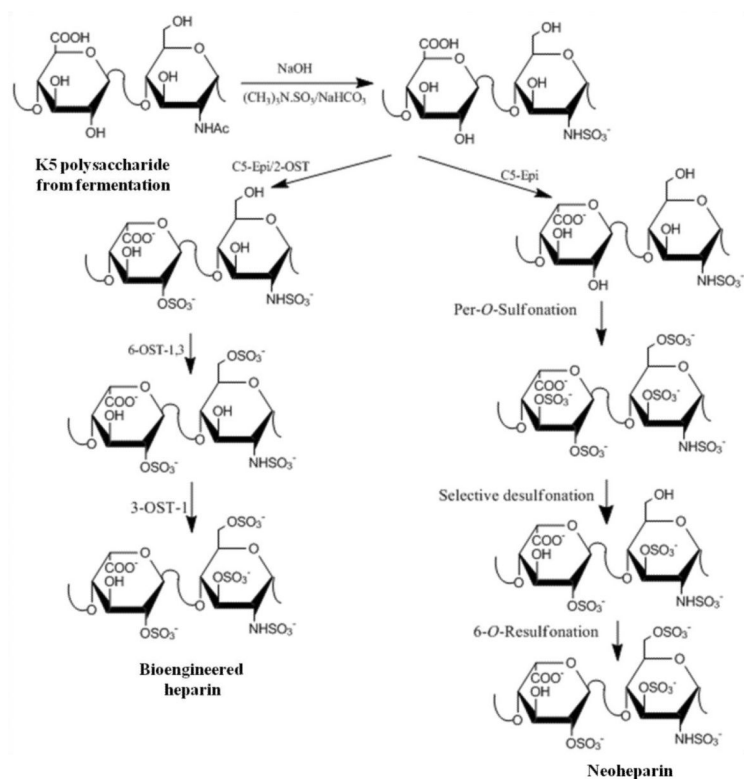 OH
COOH
O
O
OH
OH
O
O
OH
NHAc
K5 polysaccharide
from fermentation
NaOH
(CH₃)₃N.SO₃/NaHCO₃
OH
COOH
O
O
OH
OH
O
O
OH
NHSO₃⁻
C5-Epi/2-OST
C5-Epi
OH
O
O
COO⁻
OH
OH
O
O
OSO₃⁻
NHSO₃⁻
OH
O
O
COO⁻
OH
OH
O
O
OH
NHSO₃⁻
6-OST-1,3
Per-O-Sulfonation
OSO₃⁻
O
O
COO⁻
OH
OH
O
O
OSO₃⁻
NHSO₃⁻
OSO₃⁻
O
O
COO⁻
OSO₃⁻
OSO₃⁻
O
O
OSO₃⁻
NHSO₃⁻
3-OST-1
Selective desulfonation
OSO₃⁻
O
O
COO⁻
OH
OSO₃⁻
O
O
OSO₃⁻
NHSO₃⁻
Bioengineered
heparin
OH
O
O
COO⁻
OH
OSO₃⁻
O
O
OSO₃⁻
NHSO₃⁻
6-O-Resulfonation
OSO₃⁻
O
O
COO⁻
OH
OSO₃⁻
O
O
OSO₃⁻
NHSO₃⁻
Neoheparin